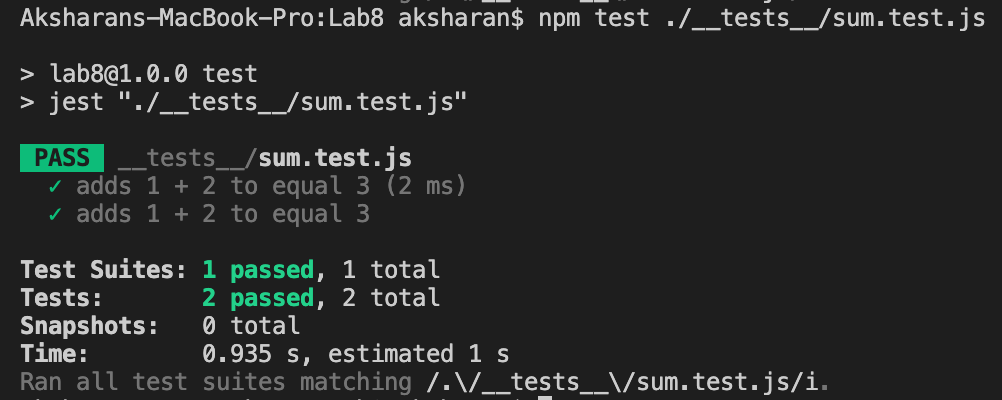 Aksharans-MacBook-Pro:Lab8 aksharan$ npm test ./__tests__/sum.test.js
> lab8@1.0.0 test
> jest "./__tests__/sum.test.js"
PASS __tests__/sum.test.js
✓ adds 1 + 2 to equal 3 (2 ms)
✓ adds 1 + 2 to equal 3
Test Suites: 1 passed, 1 total
Tests: 2 passed, 2 total
Snapshots: 0 total
Time: 0.935 s, estimated 1 s
Ran all test suites matching /.\/__tests__\/sum.test.js/i.